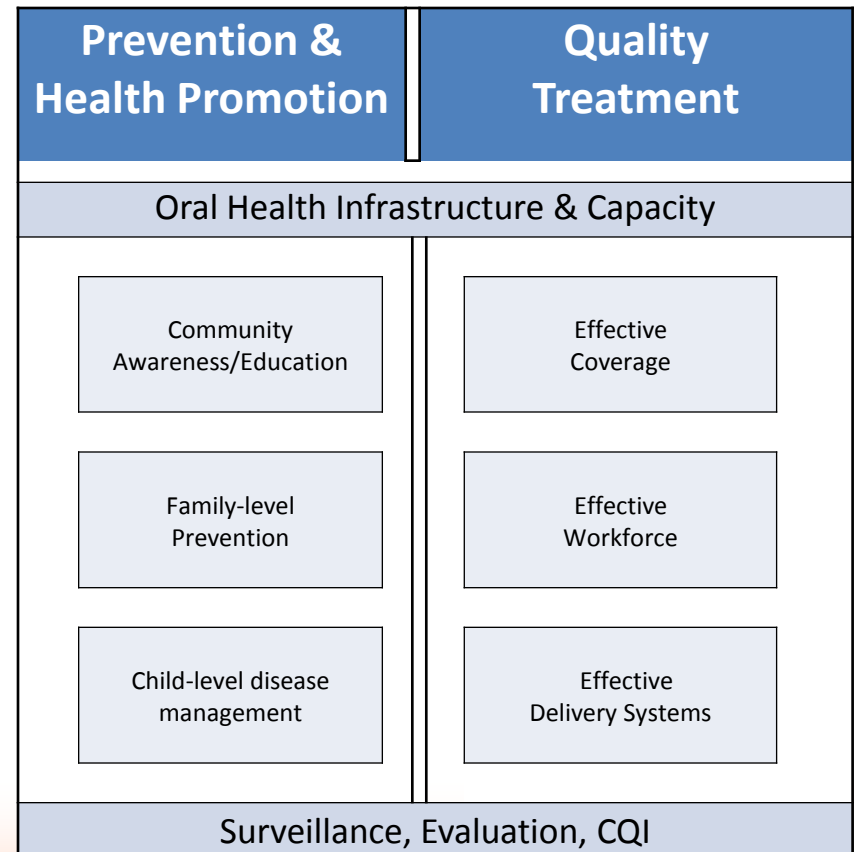 Prevention &
Health Promotion
Quality
Treatment
Oral Health Infrastructure & Capacity
Community
Awareness/Education
Effective
Coverage
Family-level
Prevention
Effective
Workforce
Child-level disease
management
Effective
Delivery Systems
Surveillance, Evaluation, CQI